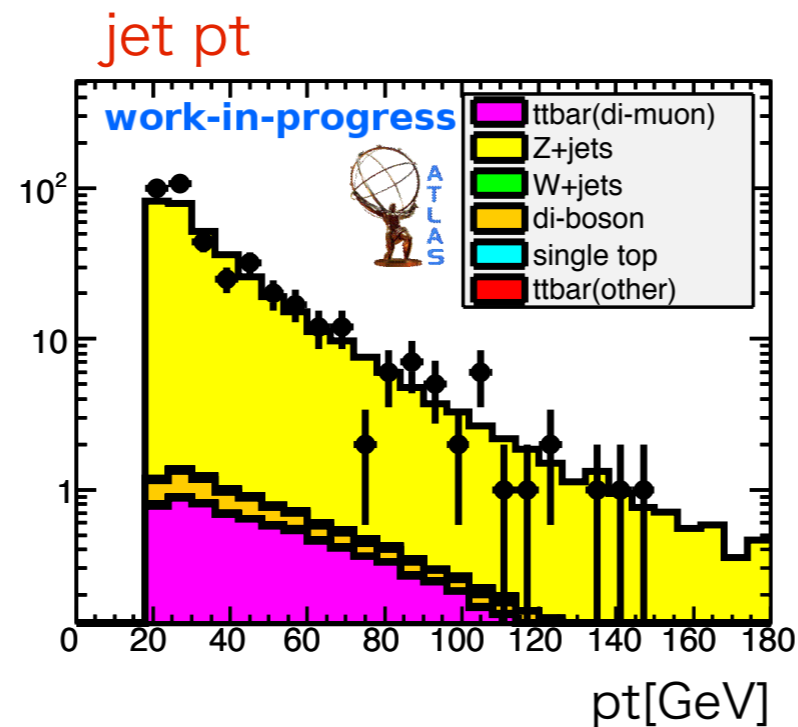 jet pt
work-in-progress
ATLAS
ttbar(di-muon)
Z+jets
W+jets
di-boson
single top
ttbar(other)
10²
10
1
0 20 40 60 80 100 120 140 160 180
pt[GeV]